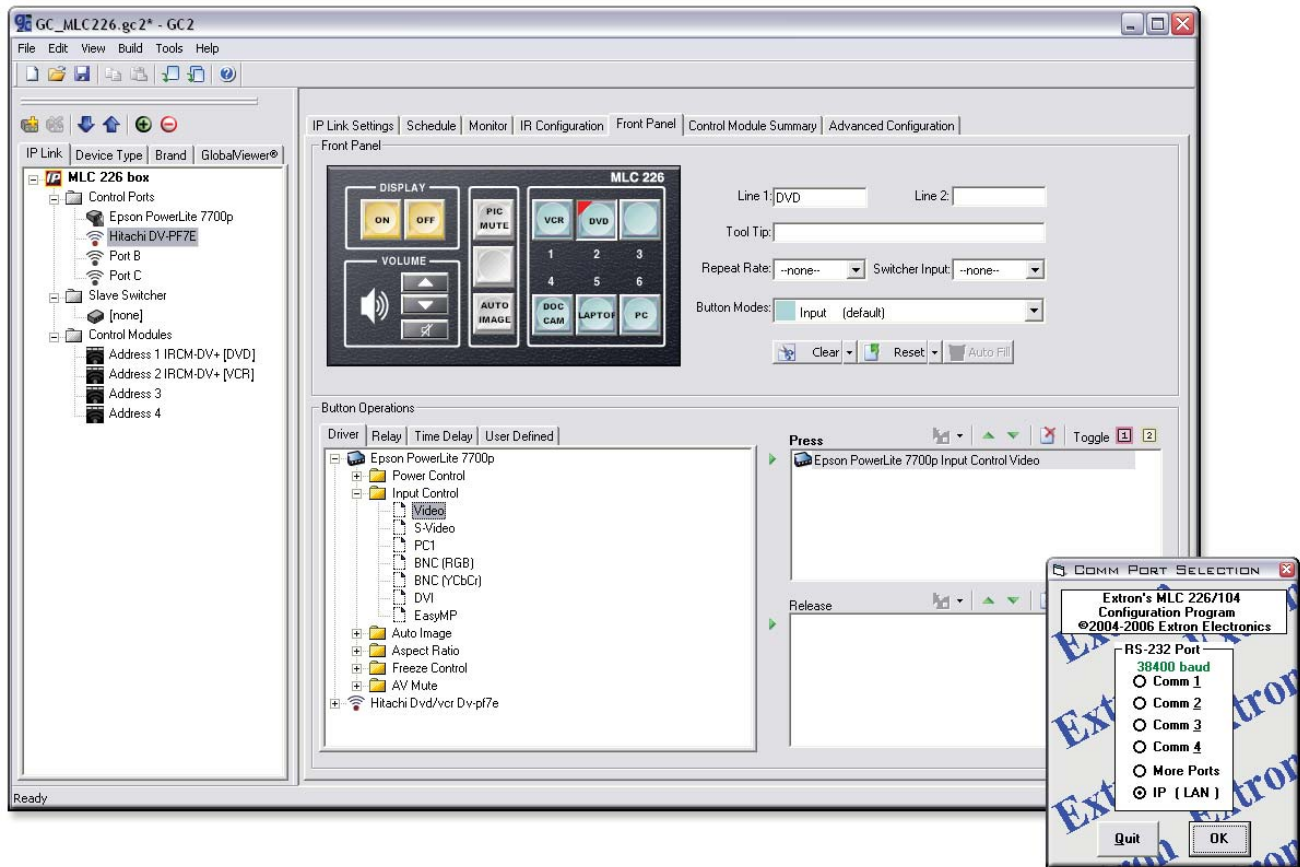 GC_MLC226.gc2* - GC2
File Edit View Build Tools Help
IP Link Device Type Brand GlobalViewer®
MLC 226 box
Control Ports
Epson PowerLite 7700p
Hitachi DV-PF7E
Port B
Port C
Slave Switcher
[none]
Control Modules
Address 1 IRCM-DV+ [DVD]
Address 2 IRCM-DV+ [VCR]
Address 3
Address 4
IP Link Settings Schedule Monitor IR Configuration Front Panel Control Module Summary Advanced Configuration
Front Panel
MLC 226
DISPLAY
ON OFF
PIC MUTE
VCR DVD
1 2 3
VOLUME
4 5 6
AUTO IMAGE
DOC CAM LAPTOP PC
Line 1: DVD Line 2:
Tool Tip:
Repeat Rate: --none-- Switcher Input: --none--
Button Modes: Input (default)
Clear Reset Auto Fill
Button Operations
Driver Relay Time Delay User Defined
Epson PowerLite 7700p
Power Control
Input Control
Video
S-Video
PC1
BNC (RGB)
BNC (YCbCr)
DVI
EasyMP
Auto Image
Aspect Ratio
Freeze Control
AV Mute
Hitachi Dvd/vcr Dv-pf7e
Press Toggle 1 2
Epson PowerLite 7700p Input Control Video
Release
Ready
Comm Port Selection
Extron's MLC 226/104
Configuration Program
©2004-2006 Extron Electronics
RS-232 Port
38400 baud
Comm 1
Comm 2
Comm 3
Comm 4
More Ports
IP ( LAN )
Quit OK